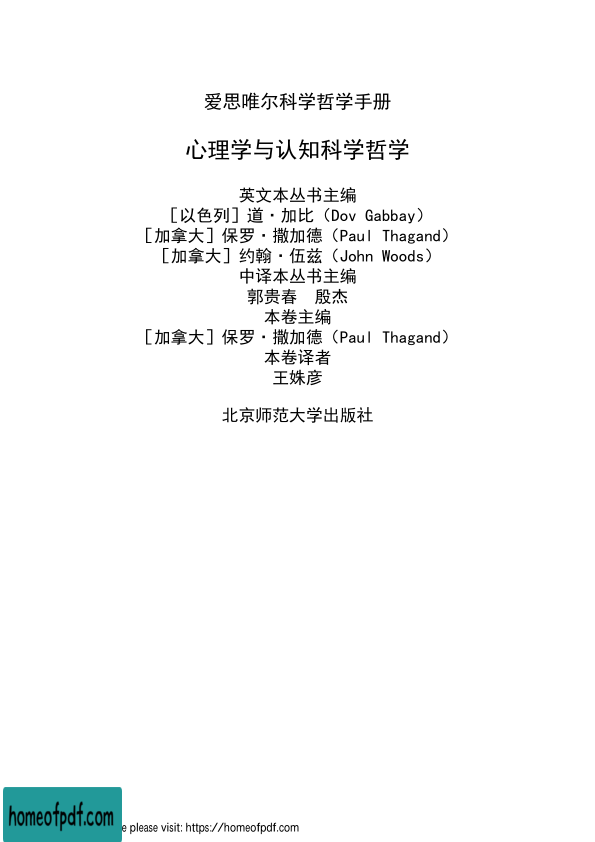 爱思唯尔科学哲学手册
心理学与认知科学哲学
英文本丛书主编
［以色列］道·加比（Dov Gabbay）
［加拿大］保罗·撒加德（Paul Thagand）
［加拿大］约翰·伍兹（John Woods）
中译本丛书主编
郭贵春　殷杰
本卷主编
［加拿大］保罗·撒加德（Paul Thagand）
本卷译者
王姝彦
北京师范大学出版社
homeofpdf.com
please visit: https://homeofpdf.com